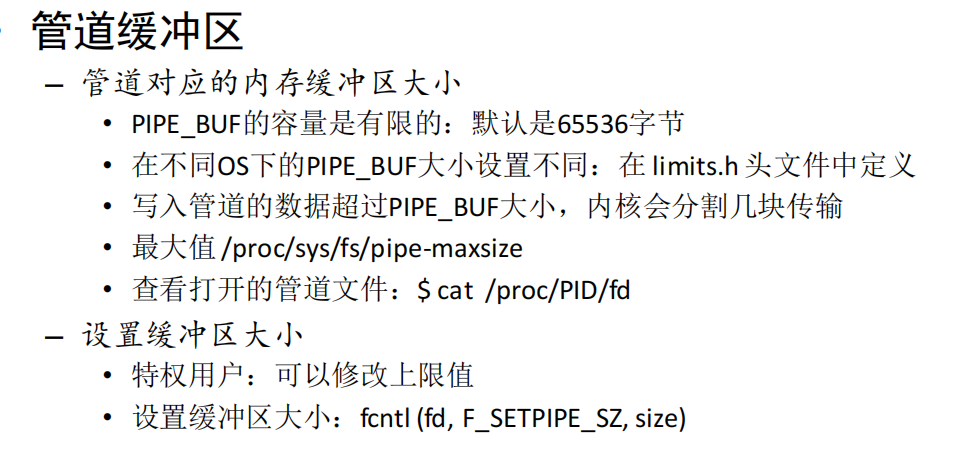 • 管道缓冲区
– 管道对应的内存缓冲区大小
• PIPE_BUF的容量是有限的：默认是65536字节
• 在不同OS下的PIPE_BUF大小设置不同：在 limits.h 头文件中定义
• 写入管道的数据超过PIPE_BUF大小，内核会分割几块传输
• 最大值 /proc/sys/fs/pipe-maxsize
• 查看打开的管道文件：$ cat /proc/PID/fd
– 设置缓冲区大小
• 特权用户：可以修改上限值
• 设置缓冲区大小：fcntl (fd, F_SETPIPE_SZ, size)